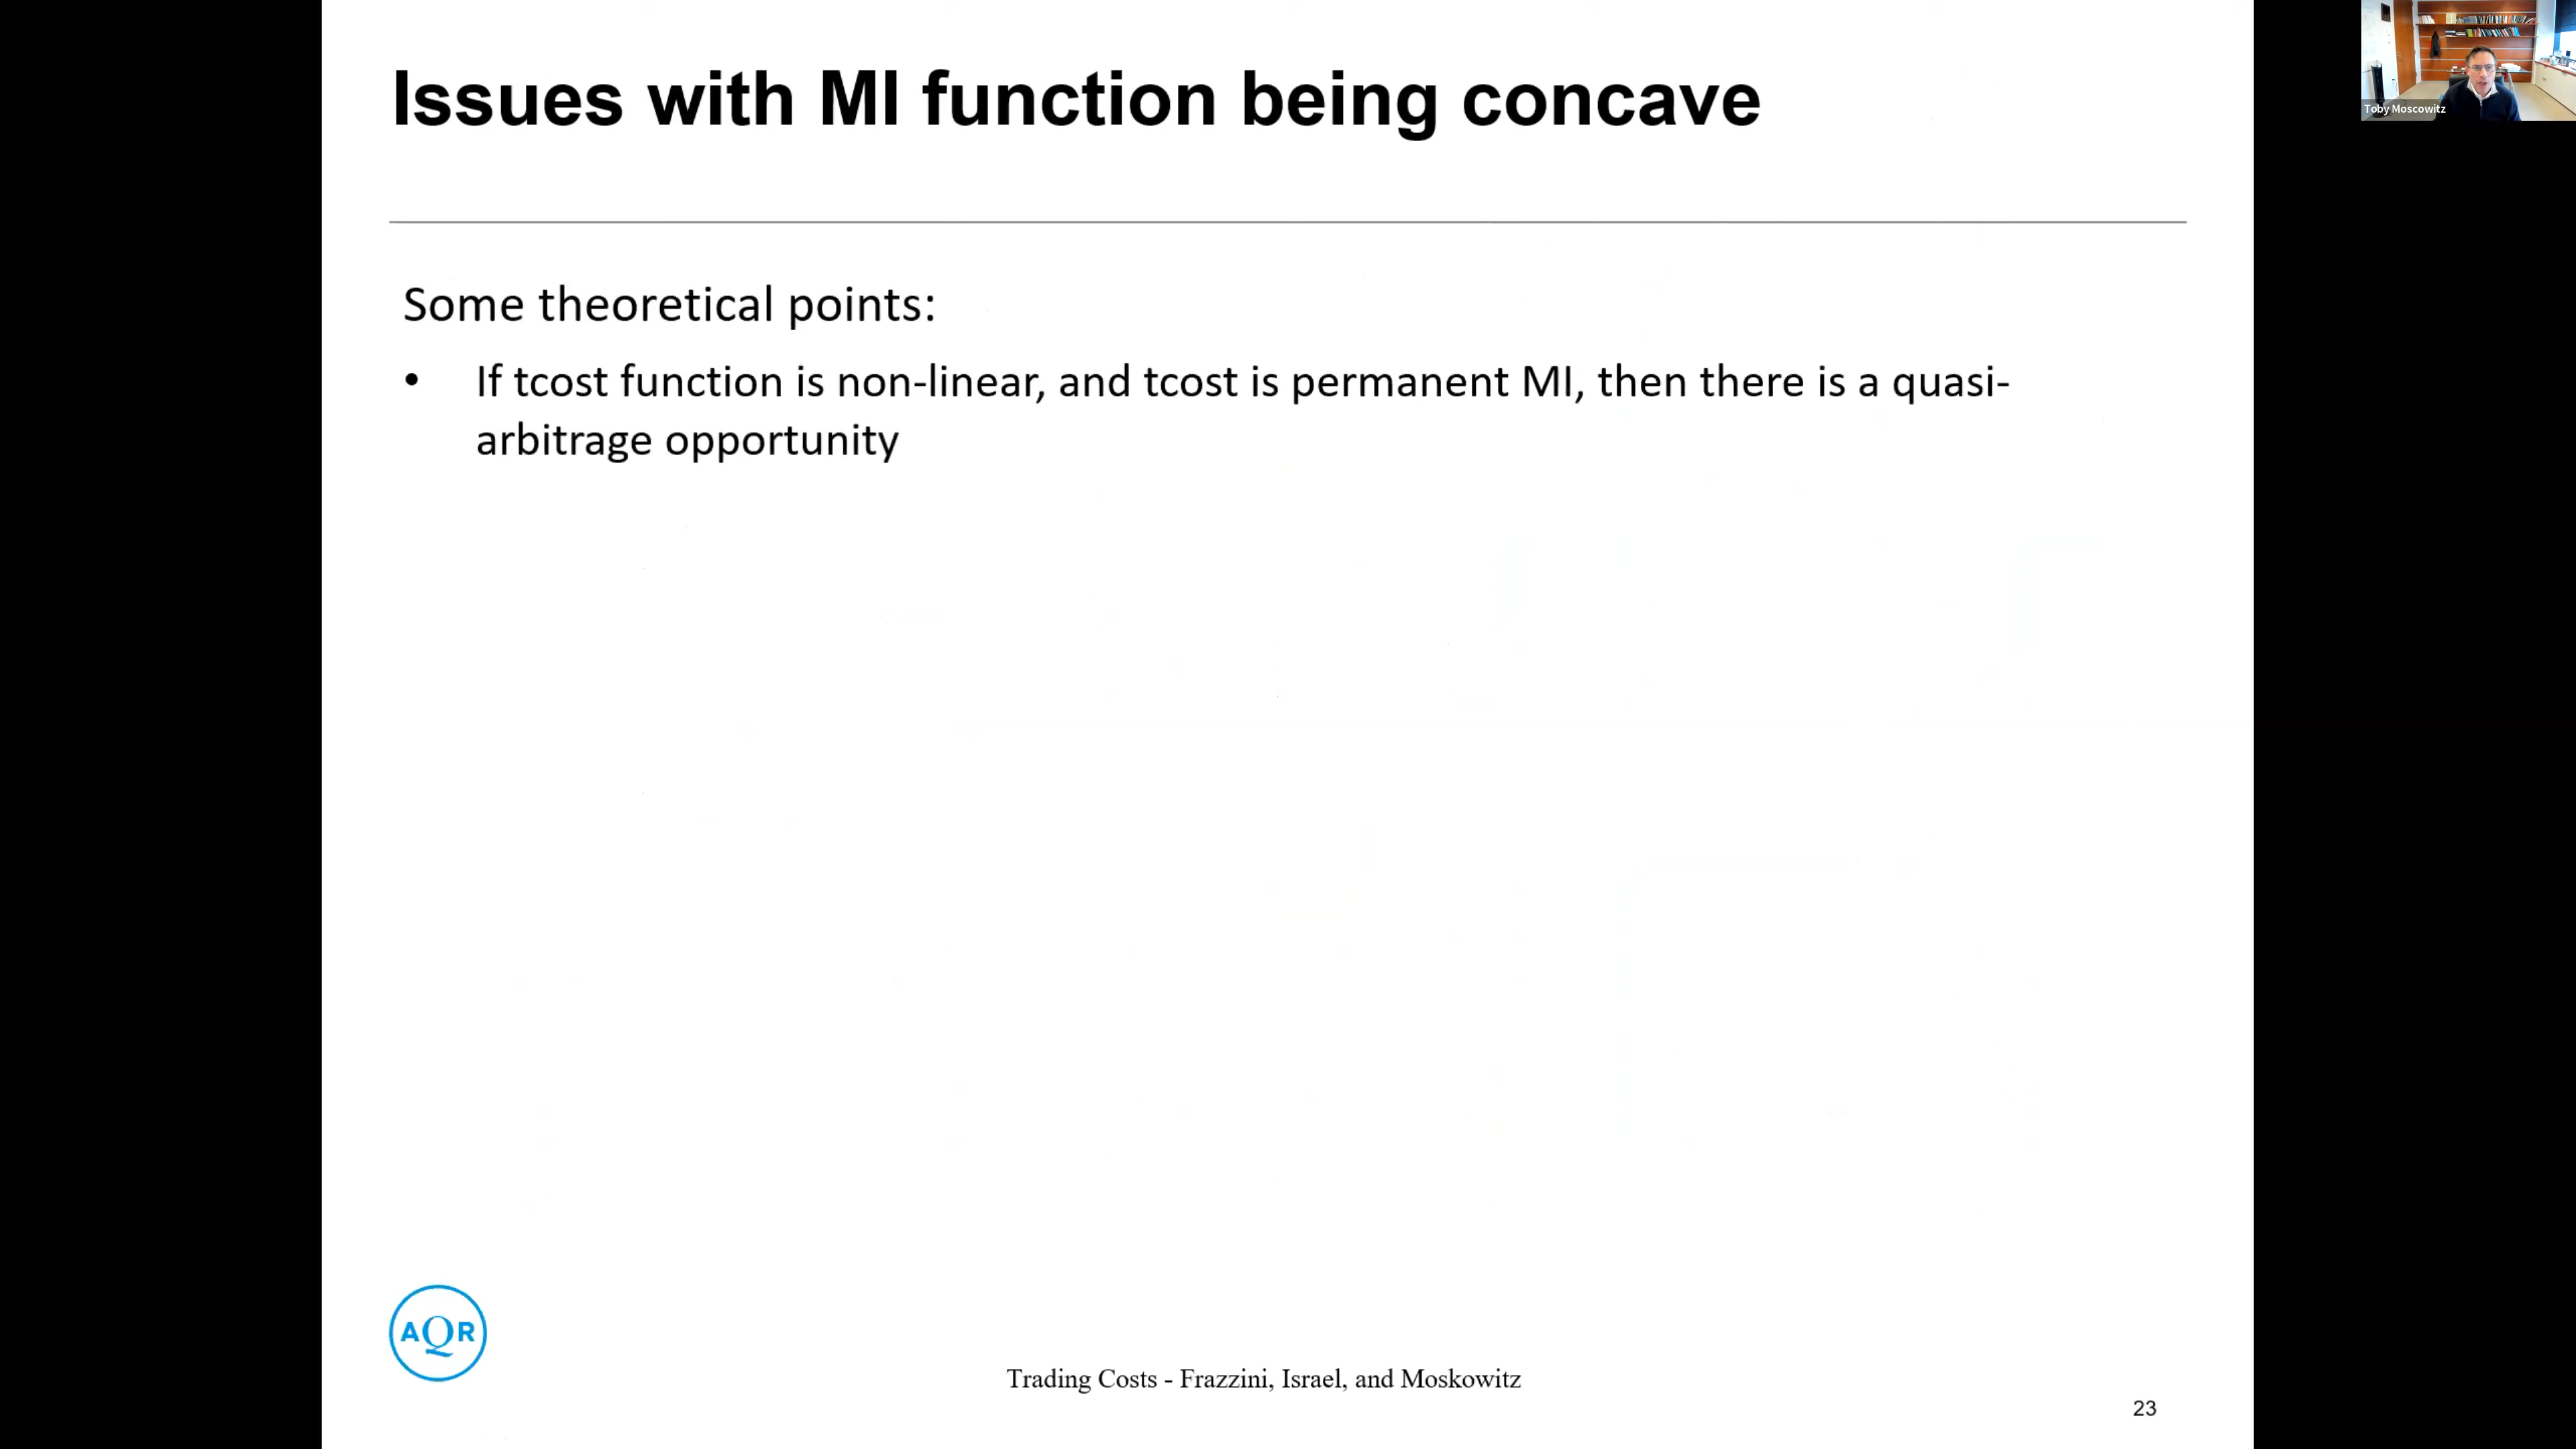 Issues with MI function being concave
Toby Moscowitz
Some theoretical points:
• If tcost function is non-linear, and tcost is permanent MI, then there is a quasi-
arbitrage opportunity
AQR
Trading Costs - Frazzini, Israel, and Moskowitz
23